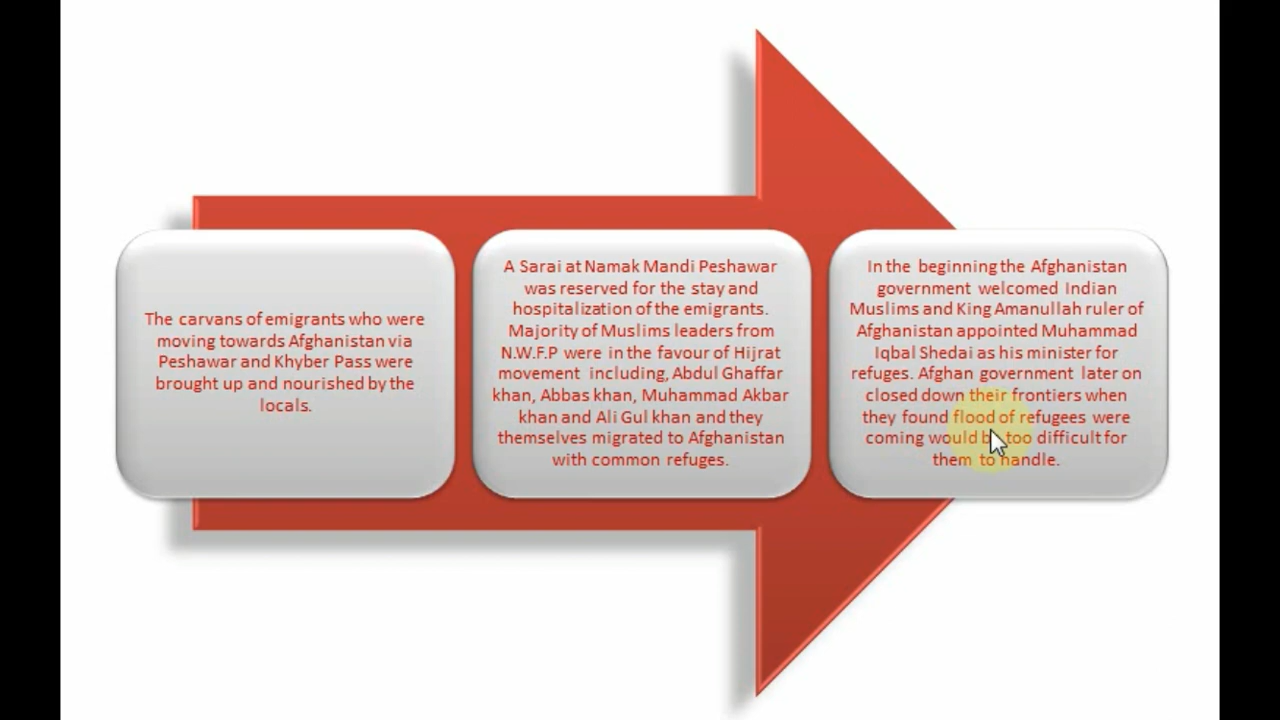 The carvans of emigrants who were
moving towards Afghanistan via
Peshawar and Khyber Pass were
brought up and nourished by the
locals.
A Sarai at Namak Mandi Peshawar
was reserved for the stay and
hospitalization of the emigrants.
Majority of Muslims leaders from
N.W.F.P were in the favour of Hijrat
movement including, Abdul Ghaffar
khan, Abbas khan, Muhammad Akbar
khan and Ali Gul khan and they
themselves migrated to Afghanistan
with common refuges.
In the beginning the Afghanistan
government welcomed Indian
Muslims and King Amanullah ruler of
Afghanistan appointed Muhammad
Iqbal Shedai as his minister for
refuges. Afghan government later on
closed down their frontiers when
they found flood of refugees were
coming would be too difficult for
them to handle.